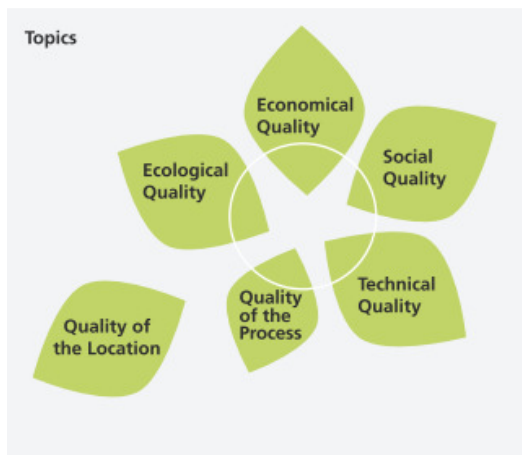 Topics
Economical
Quality
Social
Quality
Ecological
Quality
Technical
Quality
Quality
of the
Process
Quality of
the Location